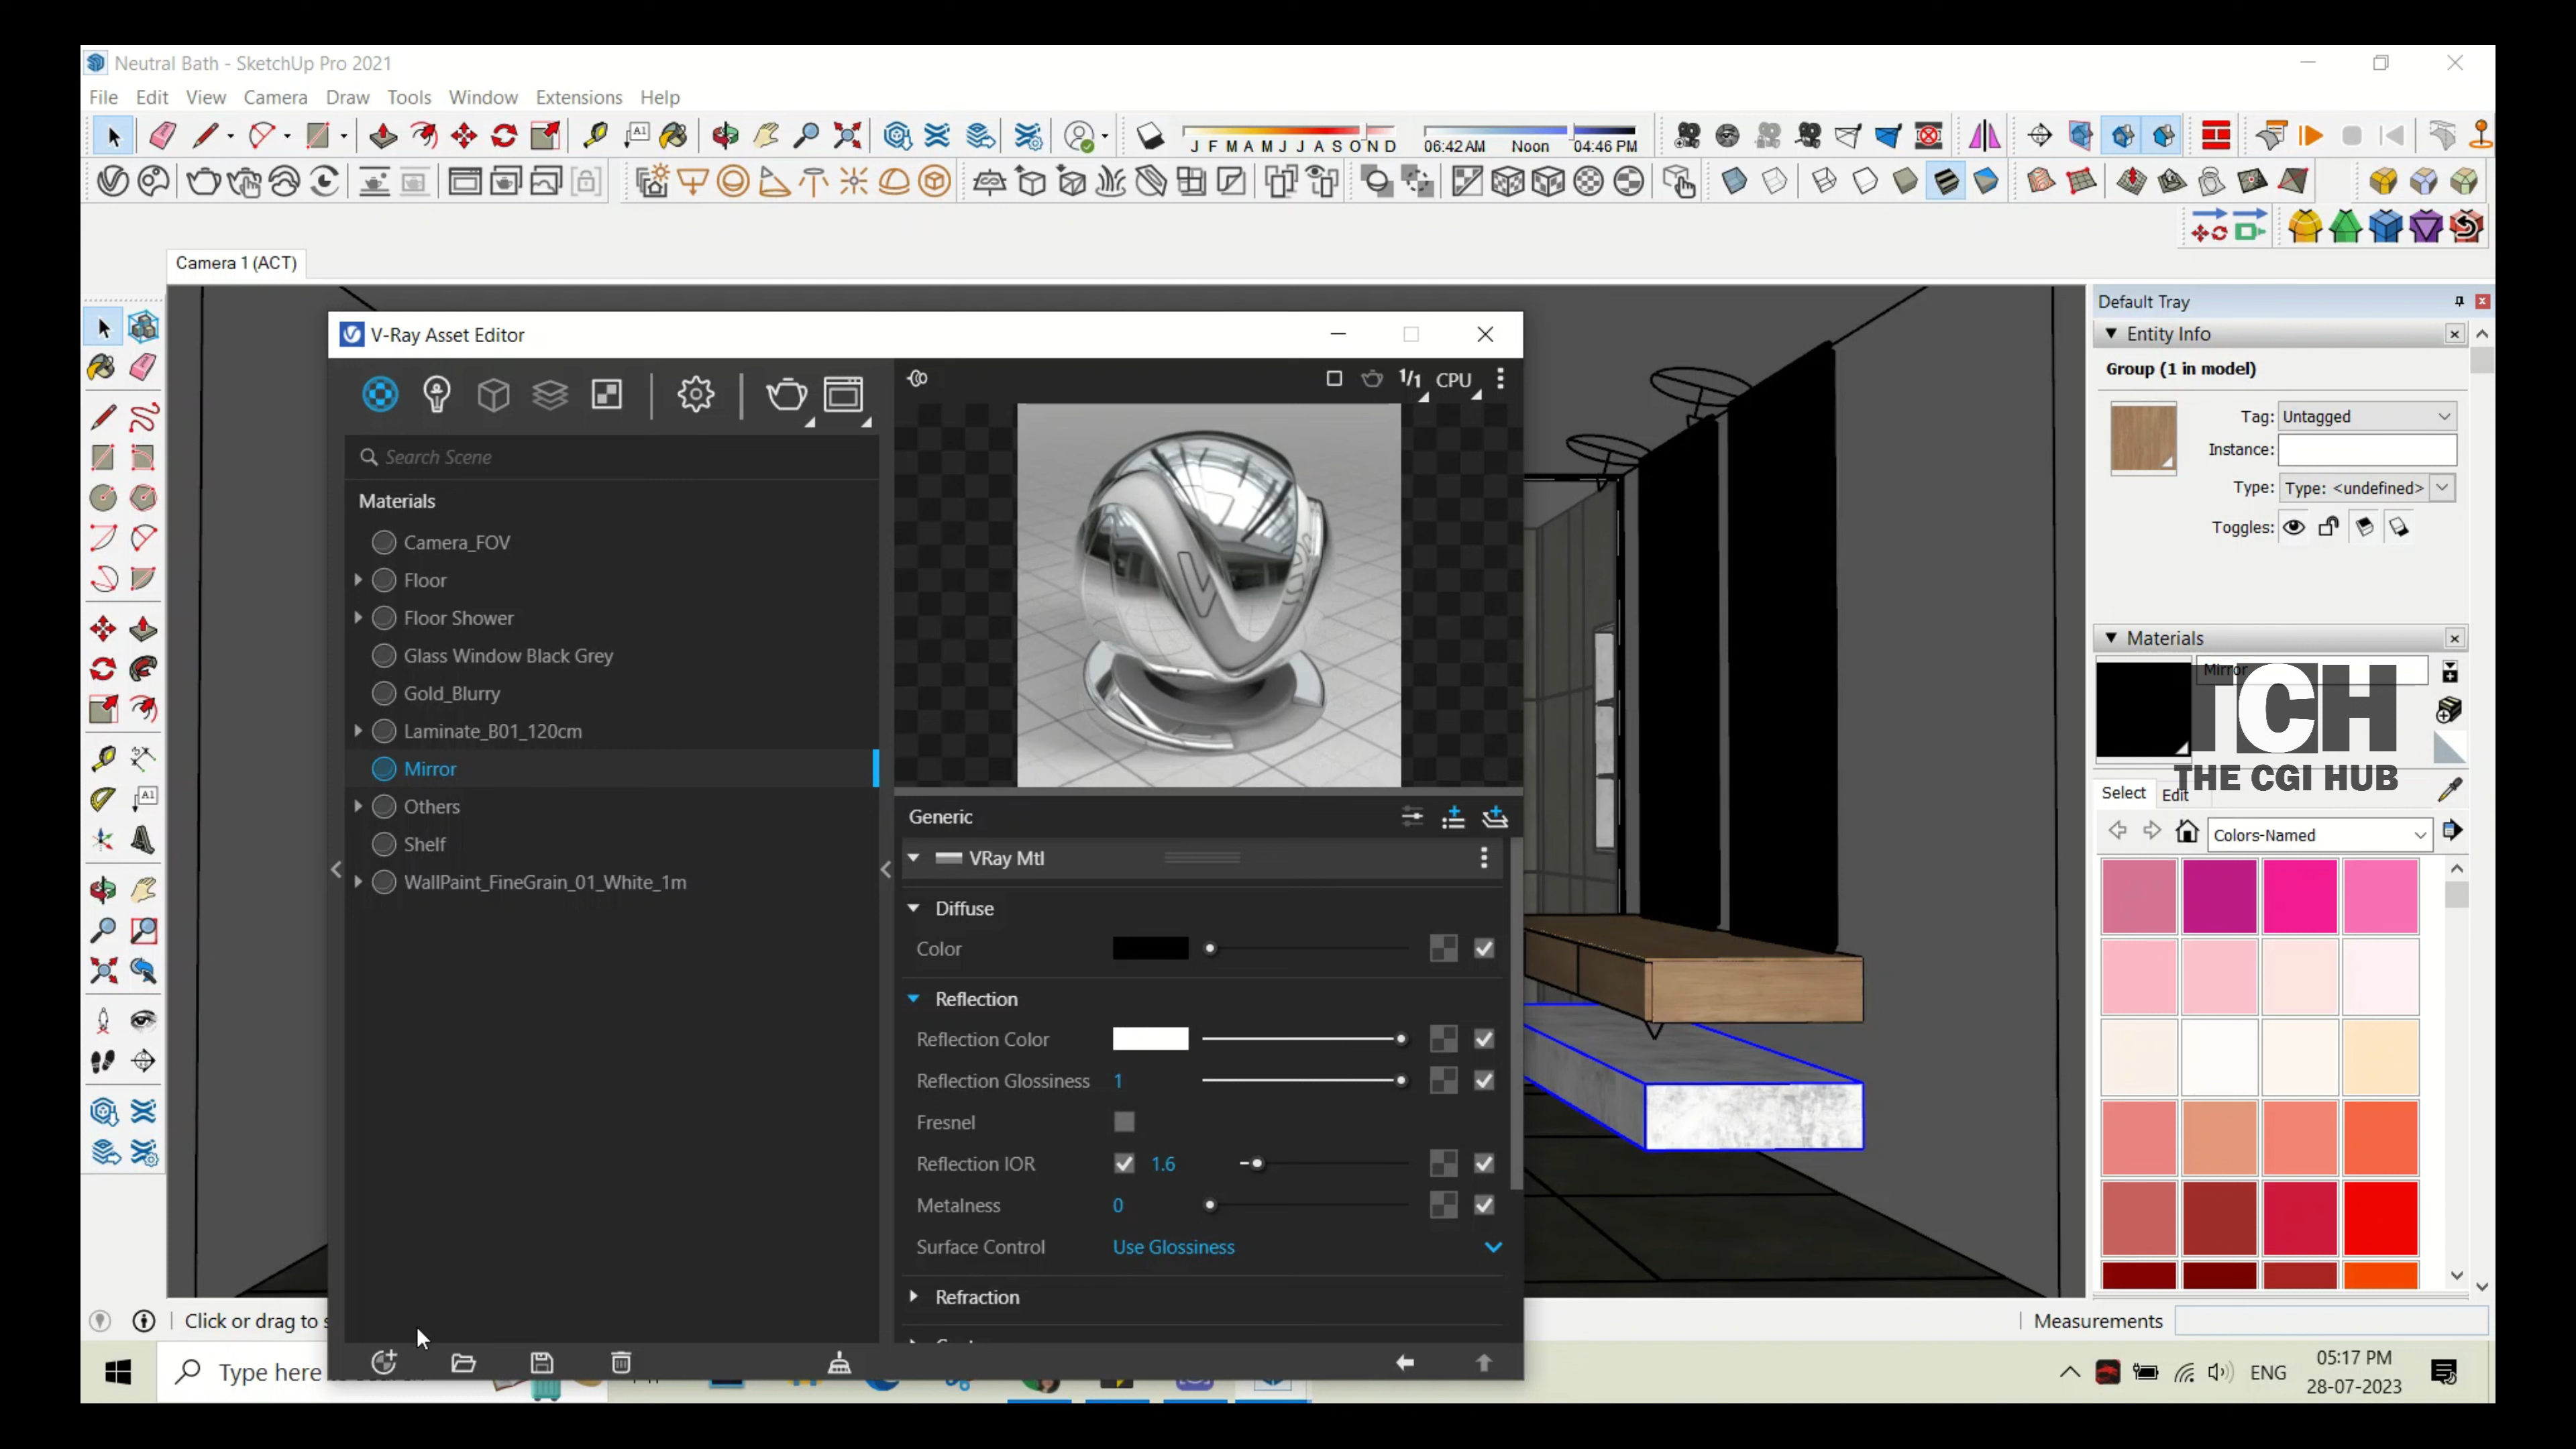 Neutral Bath - SketchUp Pro 2021
File Edit View Camera Draw Tools Window Extensions Help
J F M A M J J A S O N D 06:42 AM Noon 04:46 PM
Camera 1 (ACT)
V-Ray Asset Editor
1/1 CPU
Search Scene
Materials
Camera_FOV
Floor
Floor Shower
Glass Window Black Grey
Gold_Blurry
Laminate_B01_120cm
Mirror
Others
Shelf
WallPaint_FineGrain_01_White_1m
Generic
VRay Mtl
Diffuse
Color
Reflection
Reflection Color
Reflection Glossiness 1
Fresnel
Reflection IOR 1.6
Metalness 0
Surface Control Use Glossiness
Refraction
Default Tray
Entity Info
Group (1 in model)
Tag: Untagged
Instance:
Type: Type: <undefined>
Toggles:
Materials
Mirror
TCH
THE CGI HUB
Select Edit
Colors-Named
Click or drag to s
Measurements
Type here
ENG
05:17 PM
28-07-2023